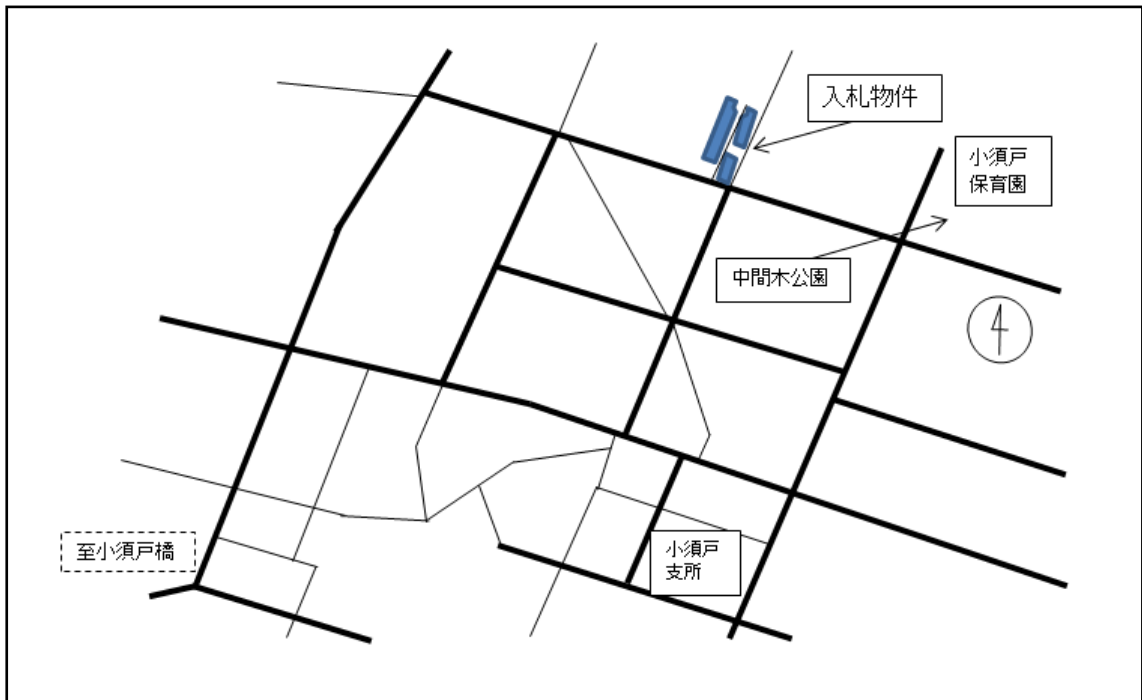 入札物件
小須戸
保育園
中間木公園
至小須戸橋
小須戸
支所